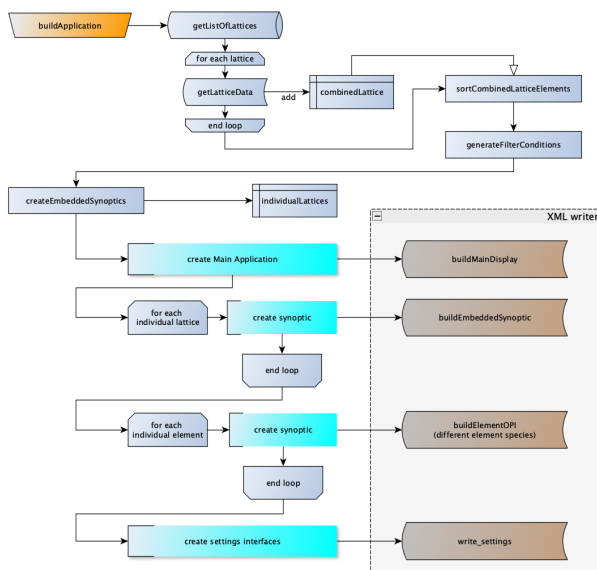 buildApplication
getListOfLattices
for each lattice
getLatticeData
add
combinedLattice
end loop
sortCombinedLatticeElements
generateFilterConditions
createEmbeddedSynoptics
individualLattices
XML writer
create Main Application
buildMainDisplay
for each
individual lattice
create synoptic
buildEmbeddedSynoptic
end loop
for each
individual element
create synoptic
buildElementOPI
(different element species)
end loop
create settings interfaces
write_settings